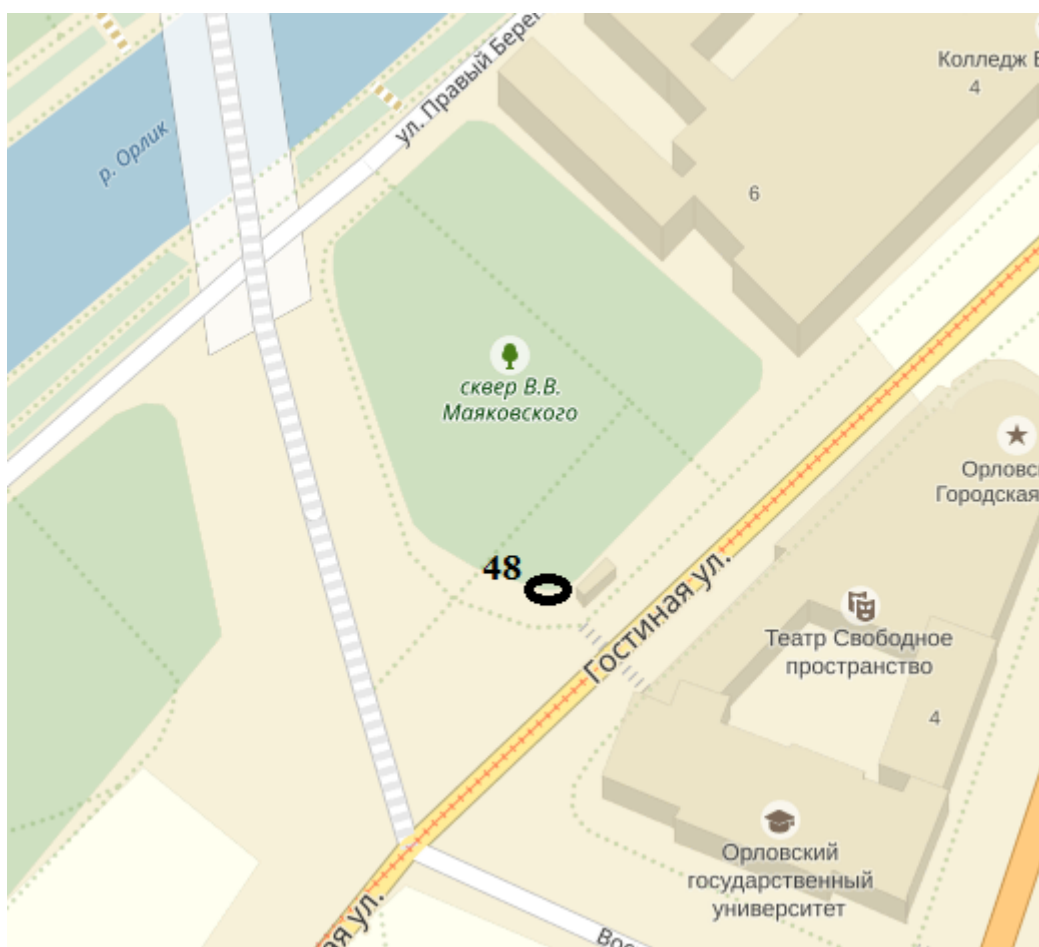 ул. Правый Берег
Колледж
4
р. Орлик
6
сквер В.В.
Маяковского
Городская
48
Гостиная ул.
Театр Свободное
пространство
4
Орловский
государственный
университет
ул.